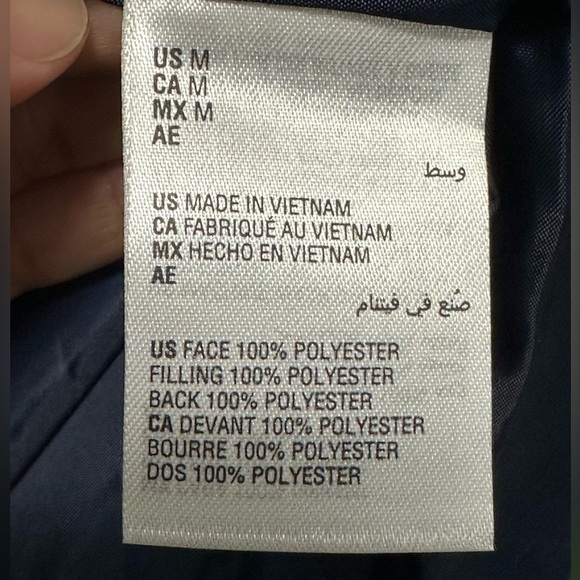 US M
CA M
MX M
AE
وسط
US MADE IN VIETNAM
CA FABRIQUÉ AU VIETNAM
MX HECHO EN VIETNAM
AE
صُنع في فيتنام
US FACE 100% POLYESTER
FILLING 100% POLYESTER
BACK 100% POLYESTER
CA DEVANT 100% POLYESTER
BOURRE 100% POLYESTER
DOS 100% POLYESTER